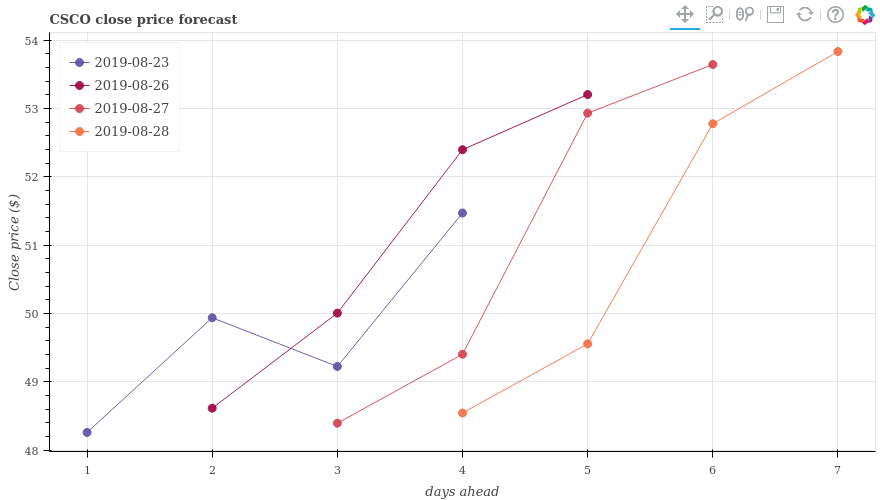 CSCO close price forecast
2019-08-23
2019-08-26
2019-08-27
2019-08-28
Close price ($)
54
53
52
51
50
49
48
1 2 3 4 5 6 7
days ahead